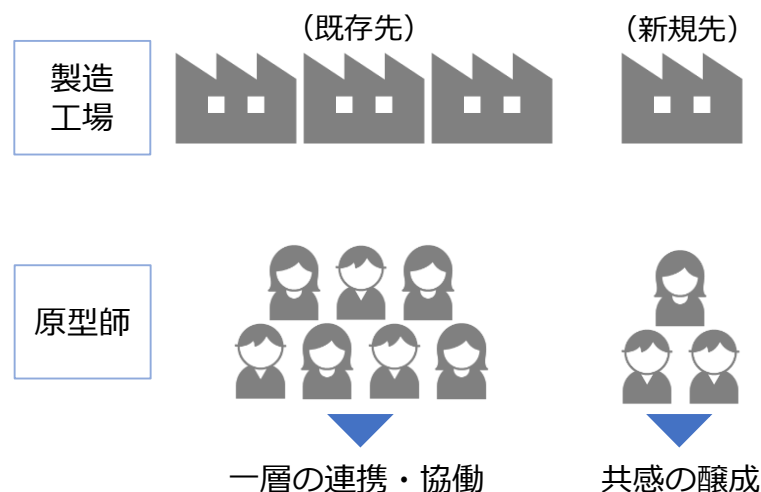 (既存先)
(新規先)
製造
工場
原型師
一層の連携・協働
共感の醸成